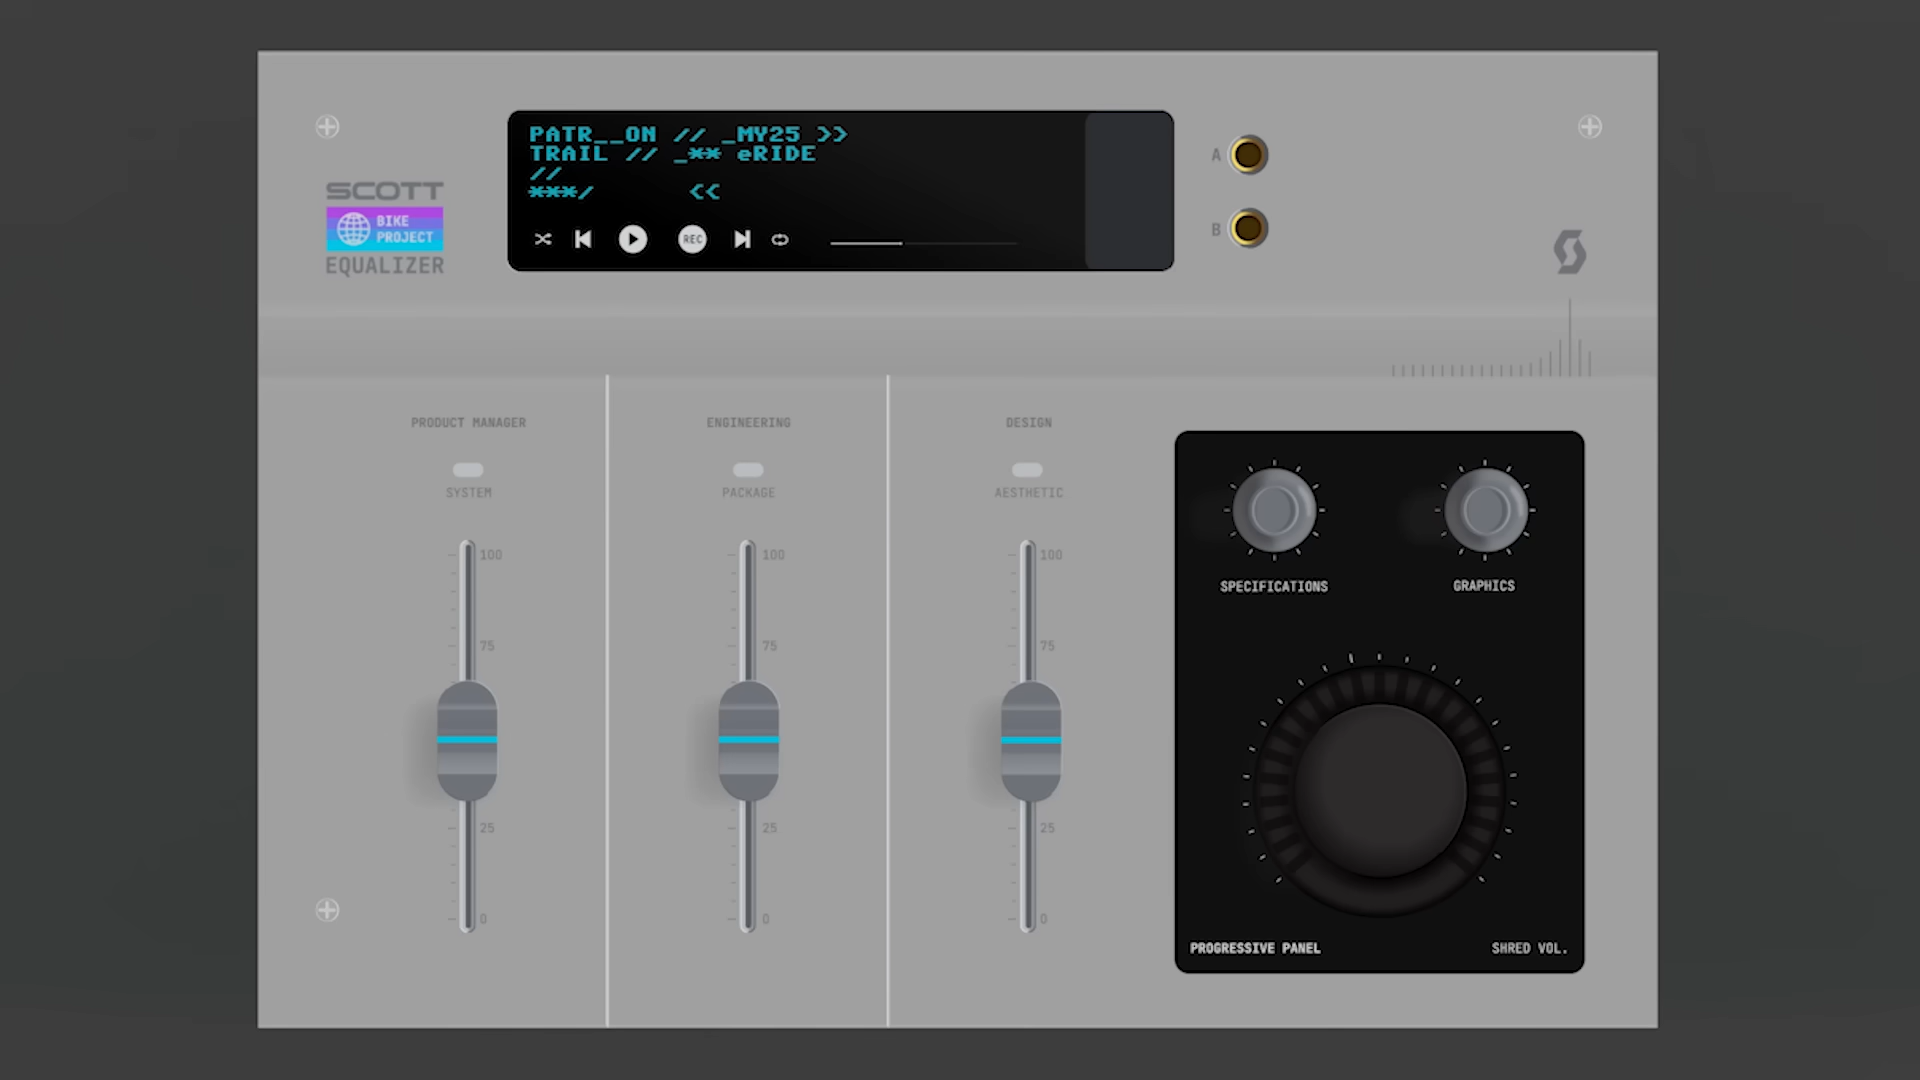 PATR__ON // _MY25_>>
TRAIL // _** eRIDE
//
***/ <<
REC
A
B
SCOTT
BIKE
PROJECT
EQUALIZER
PRODUCT MANAGER
ENGINEERING
DESIGN
SYSTEM
PACKAGE
AESTHETIC
100
75
25
0
100
75
25
0
100
75
25
0
SPECIFICATIONS
GRAPHICS
PROGRESSIVE PANEL
SHRED VOL.